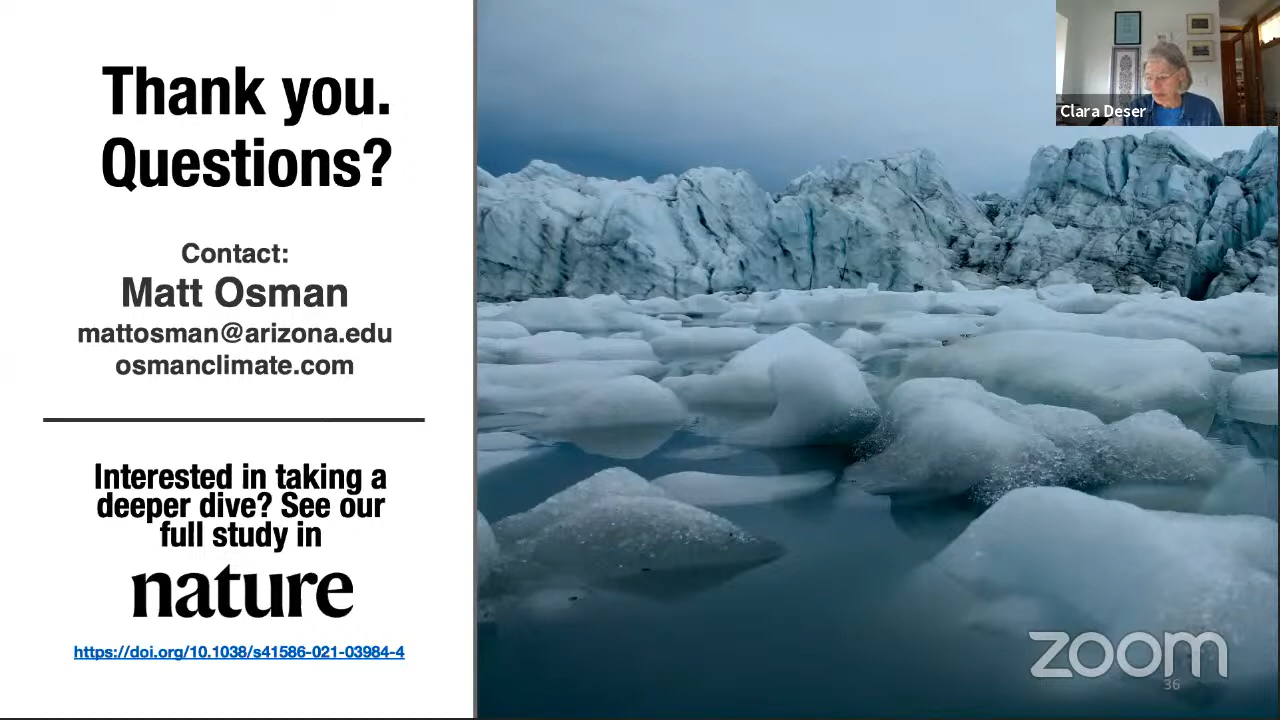 Thank you.
Questions?
Contact:
Matt Osman
mattosman@arizona.edu
osmanclimate.com
Interested in taking a
deeper dive? See our
full study in
nature
https://doi.org/10.1038/s41586-021-03984-4
Clara Deser
zoom
36